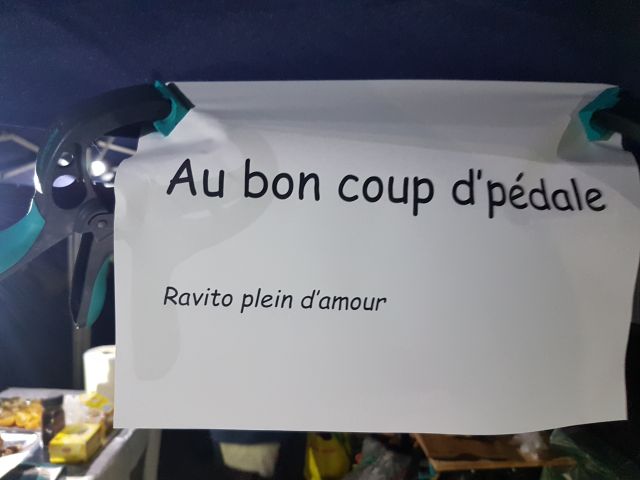 Au bon coup d'pédale
Ravito plein d'amour